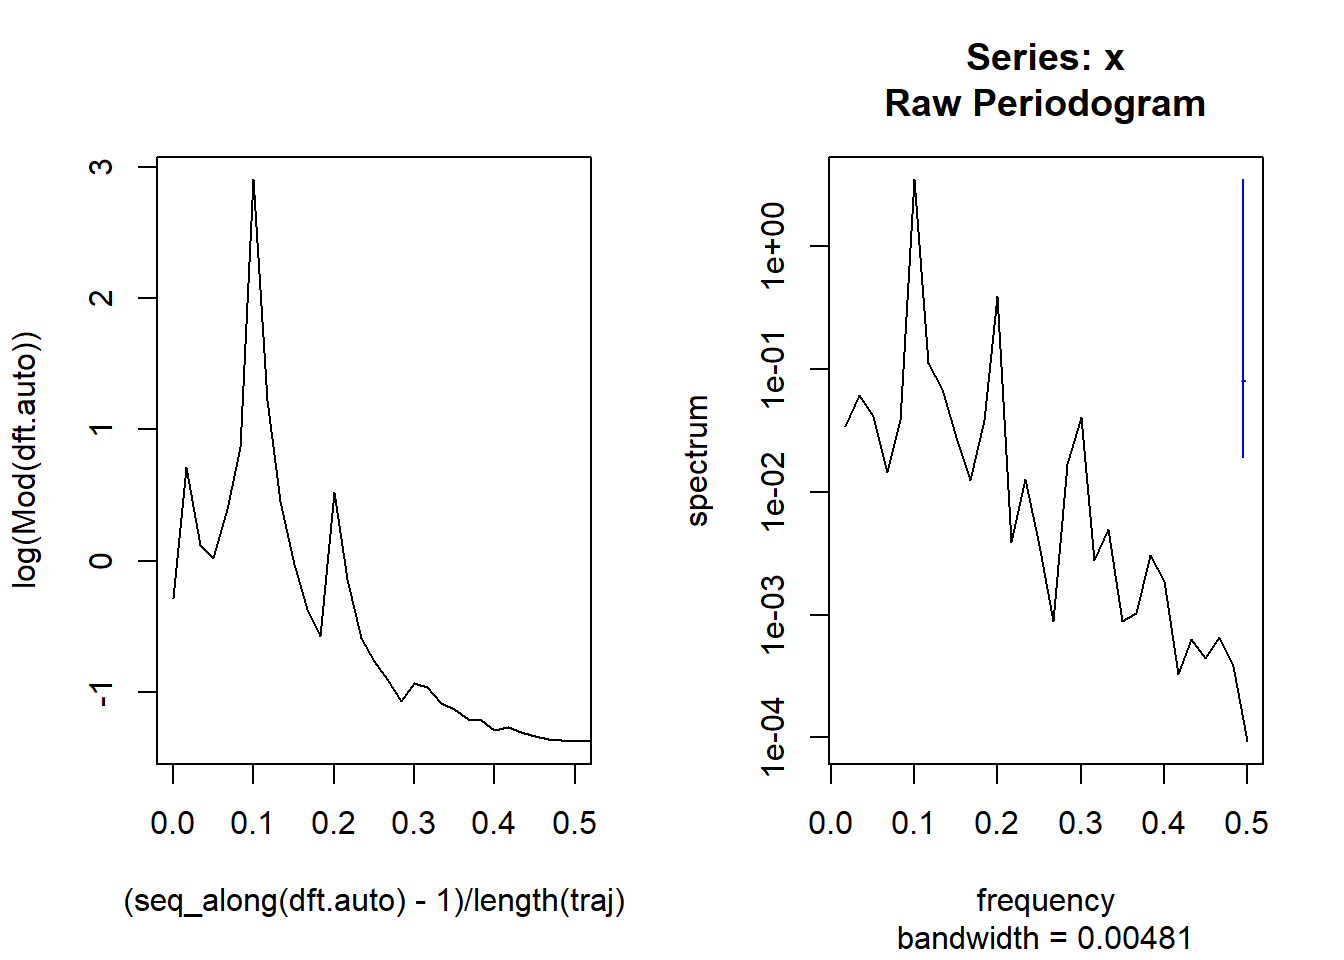 log(Mod(dft.auto))
3
2
1
0
-1
0.0 0.1 0.2 0.3 0.4 0.5
(seq_along(dft.auto) - 1)/length(traj)
Series: x
Raw Periodogram
spectrum
1e+00
1e-01
1e-02
1e-03
1e-04
0.0 0.1 0.2 0.3 0.4 0.5
frequency
bandwidth = 0.00481